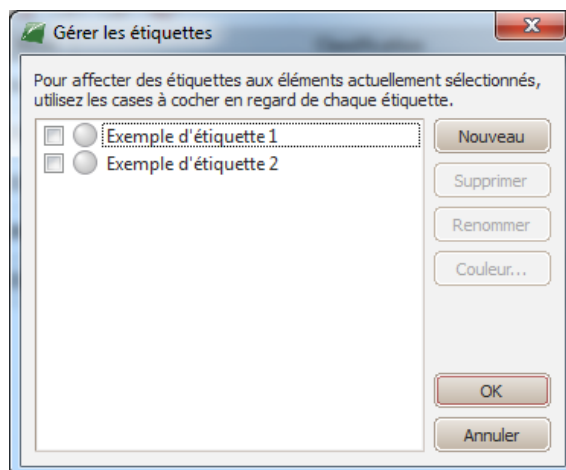 Gérer les étiquettes
Pour affecter des étiquettes aux éléments actuellement sélectionnés,
utilisez les cases à cocher en regard de chaque étiquette.
Exemple d'étiquette 1
Exemple d'étiquette 2
Nouveau
Supprimer
Renommer
Couleur...
OK
Annuler